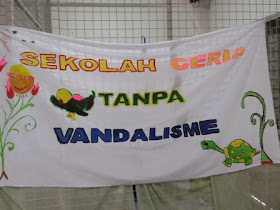 SEKOLAH CERIA
TANPA
VANDALISME